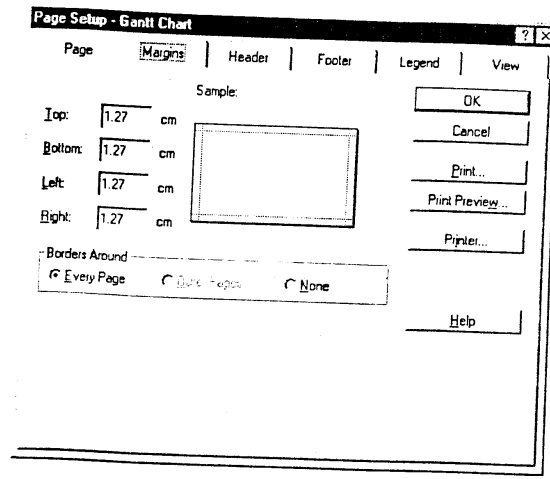 Page Setup - Gantt Chart
? X
Page Margins Header Footer Legend View
Sample:
Top: 1.27 cm
Bottom: 1.27 cm
Left: 1.27 cm
Right: 1.27 cm
OK
Cancel
Print...
Print Preview...
Printer...
Borders Around
Every Page Outer Pages None
Help